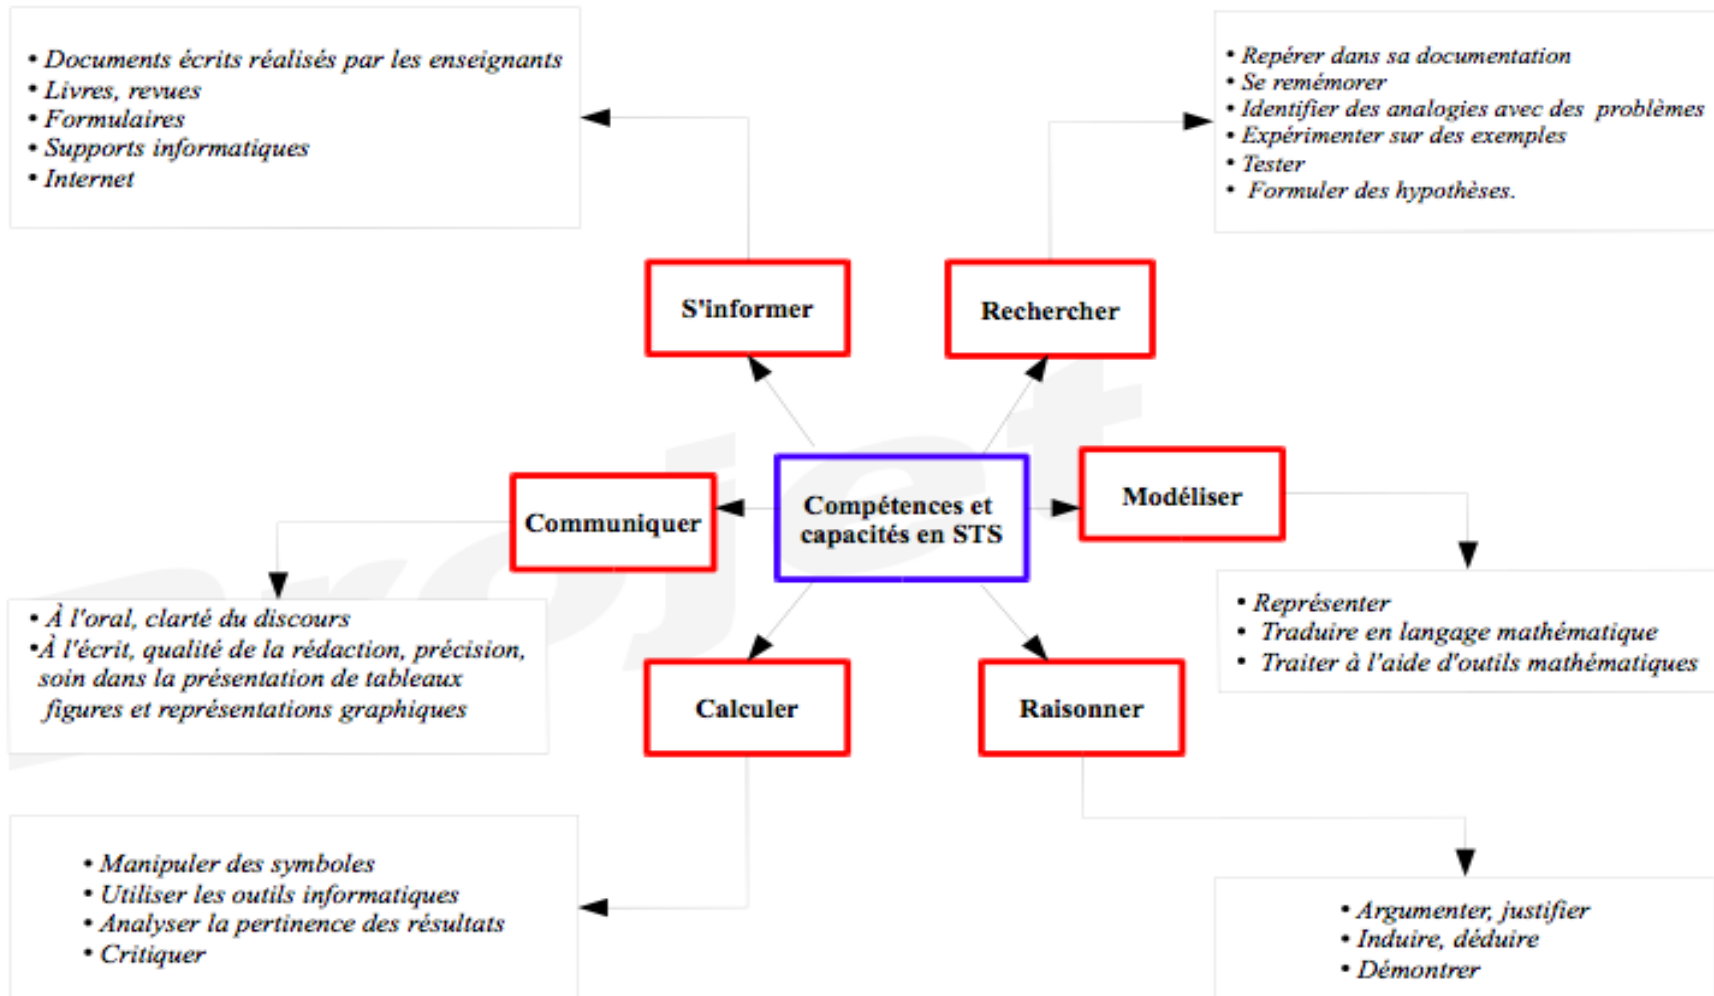 • Documents écrits réalisés par les enseignants
• Livres, revues
• Formulaires
• Supports informatiques
• Internet
• Repérer dans sa documentation
• Se remémorer
• Identifier des analogies avec des problèmes
• Expérimenter sur des exemples
• Tester
• Formuler des hypothèses.
S'informer
Rechercher
Communiquer
Compétences et
capacités en STS
Modéliser
• À l'oral, clarté du discours
•À l'écrit, qualité de la rédaction, précision,
soin dans la présentation de tableaux
figures et représentations graphiques
• Représenter
• Traduire en langage mathématique
• Traiter à l'aide d'outils mathématiques
Calculer
Raisonner
• Manipuler des symboles
• Utiliser les outils informatiques
• Analyser la pertinence des résultats
• Critiquer
• Argumenter, justifier
• Induire, déduire
• Démontrer
projet